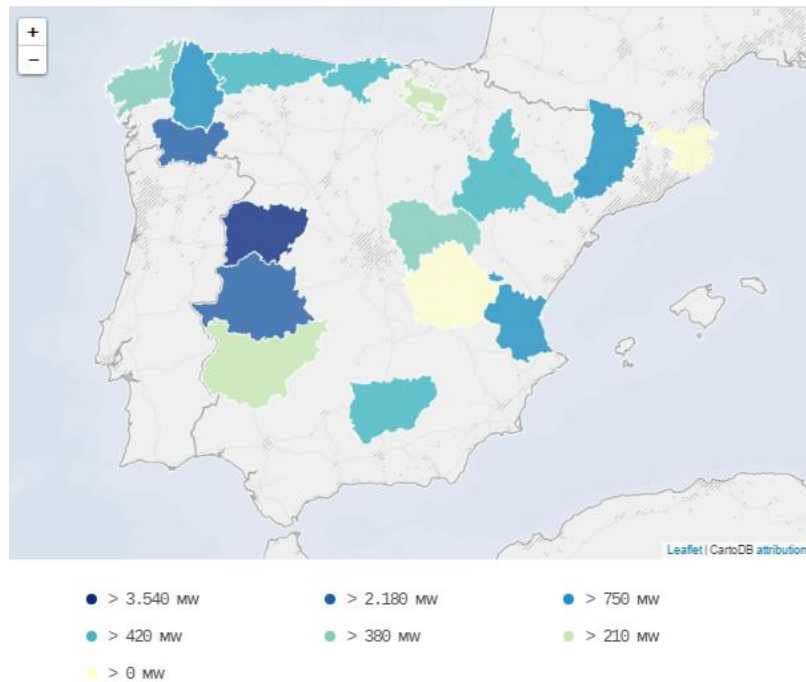 +
−
Leaflet | CartoDB attribution
> 3.540 MW
> 2.180 MW
> 750 MW
> 420 MW
> 380 MW
> 210 MW
> 0 MW